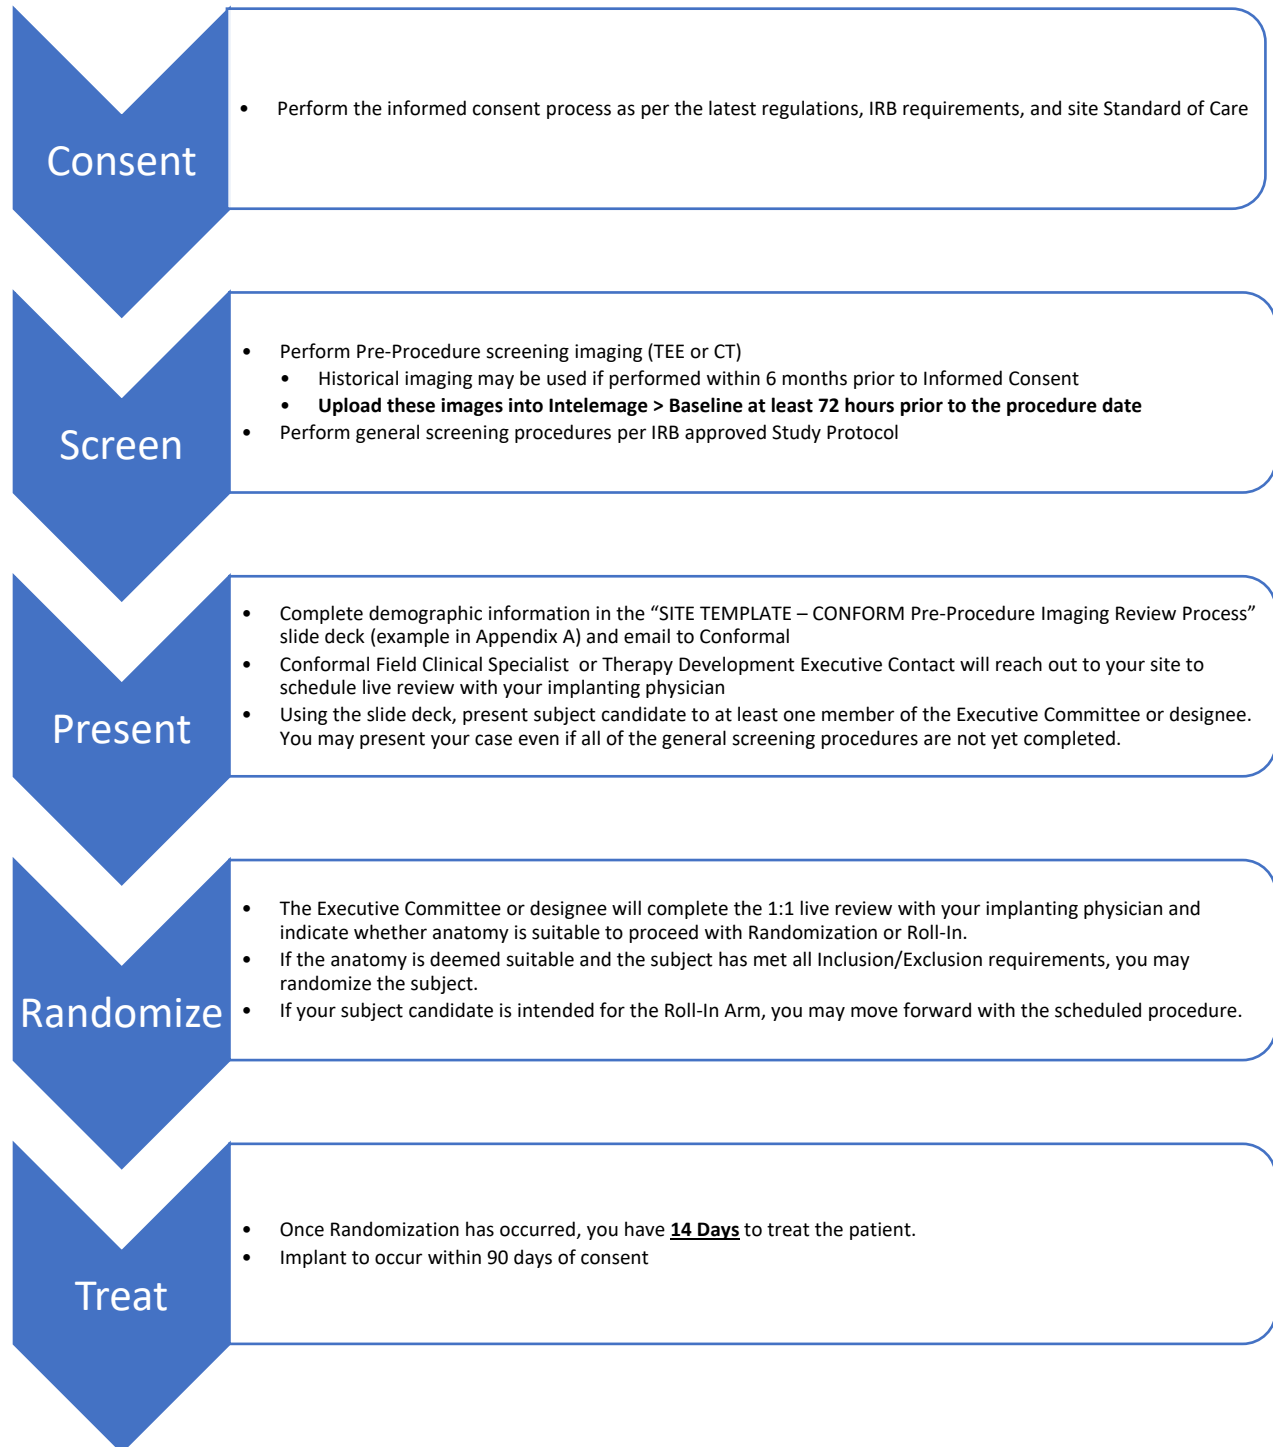 Consent
• Perform the informed consent process as per the latest regulations, IRB requirements, and site Standard of Care
Screen
• Perform Pre-Procedure screening imaging (TEE or CT)
• Historical imaging may be used if performed within 6 months prior to Informed Consent
• Upload these images into Intelemage > Baseline at least 72 hours prior to the procedure date
• Perform general screening procedures per IRB approved Study Protocol
Present
• Complete demographic information in the “SITE TEMPLATE – CONFORM Pre-Procedure Imaging Review Process”
slide deck (example in Appendix A) and email to Conformal
• Conformal Field Clinical Specialist or Therapy Development Executive Contact will reach out to your site to
schedule live review with your implanting physician
• Using the slide deck, present subject candidate to at least one member of the Executive Committee or designee.
You may present your case even if all of the general screening procedures are not yet completed.
Randomize
• The Executive Committee or designee will complete the 1:1 live review with your implanting physician and
indicate whether anatomy is suitable to proceed with Randomization or Roll-In.
• If the anatomy is deemed suitable and the subject has met all Inclusion/Exclusion requirements, you may
randomize the subject.
• If your subject candidate is intended for the Roll-In Arm, you may move forward with the scheduled procedure.
Treat
• Once Randomization has occurred, you have 14 Days to treat the patient.
• Implant to occur within 90 days of consent